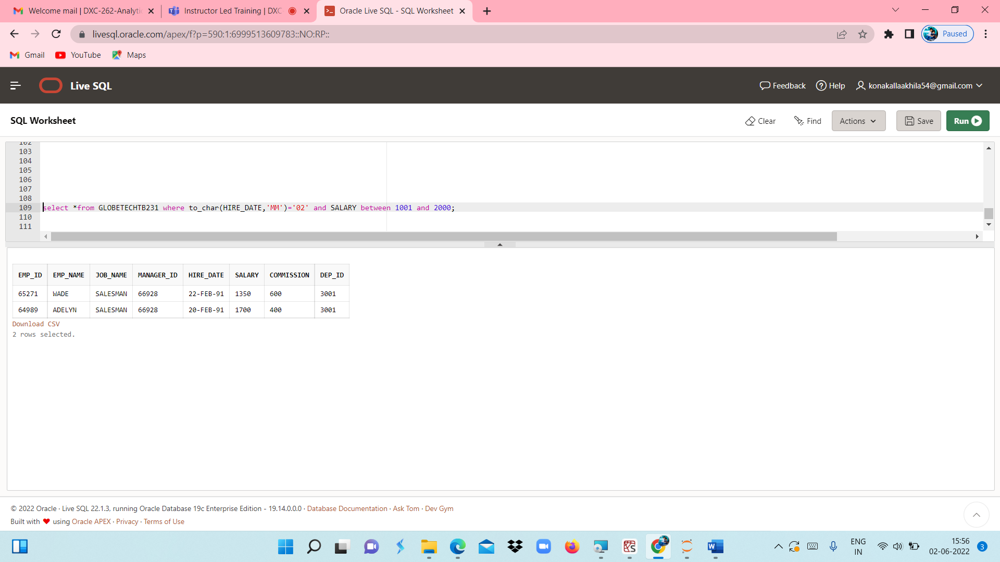 Welcome mail | DXC-262-Analytic
Instructor Led Training | DXC
Oracle Live SQL - SQL Worksheet
livesql.oracle.com/apex/f?p=590:1:6999513609783::NO:RP::
Paused
Gmail YouTube Maps
Live SQL
Feedback Help konakallaakhila54@gmail.com
SQL Worksheet
Clear Find Actions Save Run
102
103
104
105
106
107
108
109 select *from GLOBETECHTB231 where to_char(HIRE_DATE,'MM')='02' and SALARY between 1001 and 2000;
110
111
EMP_ID EMP_NAME JOB_NAME MANAGER_ID HIRE_DATE SALARY COMMISSION DEP_ID
65271 WADE SALESMAN 66928 22-FEB-91 1350 600 3001
64989 ADELYN SALESMAN 66928 20-FEB-91 1700 400 3001
Download CSV
2 rows selected.
© 2022 Oracle · Live SQL 22.1.3, running Oracle Database 19c Enterprise Edition - 19.14.0.0.0 · Database Documentation · Ask Tom · Dev Gym
Built with ❤ using Oracle APEX · Privacy · Terms of Use
ENG
IN
15:56
02-06-2022
3